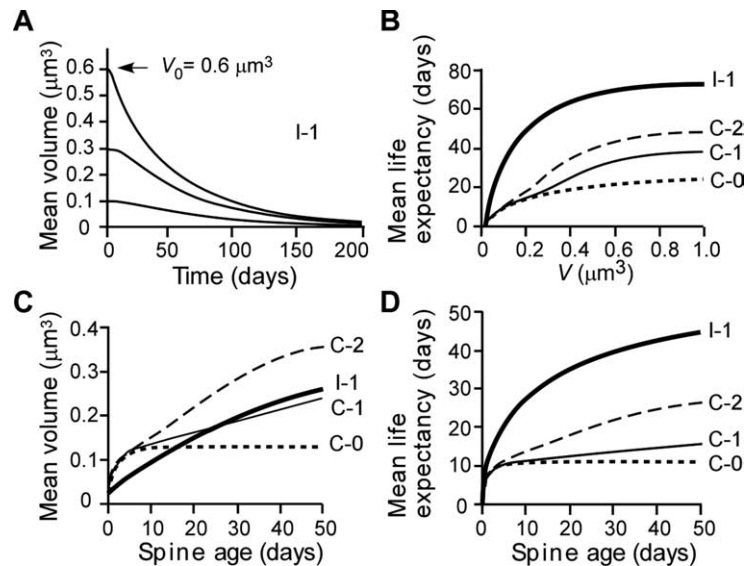 A
Mean volume (μm³)
0.6
0.5
0.4
0.3
0.2
0.1
0
V₀= 0.6 μm³
I-1
0
50
100
150
200
Time (days)
B
Mean life
expectancy (days)
80
60
40
20
0
I-1
C-2
C-1
C-0
0
0.2
0.4
0.6
0.8
1.0
V (μm³)
C
Mean volume (μm³)
0.4
0.3
0.2
0.1
0
C-2
I-1
C-1
C-0
0
10
20
30
40
50
Spine age (days)
D
Mean life
expectancy (days)
50
40
30
20
10
0
I-1
C-2
C-1
C-0
0
10
20
30
40
50
Spine age (days)